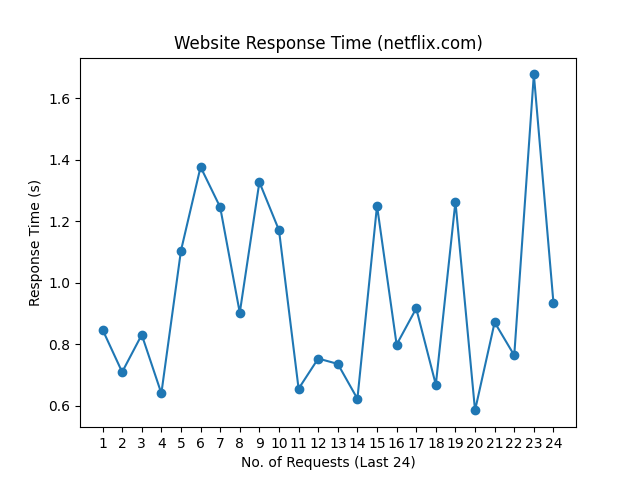 Website Response Time (netflix.com)
Response Time (s)
1.6
1.4
1.2
1.0
0.8
0.6
1 2 3 4 5 6 7 8 9 10 11 12 13 14 15 16 17 18 19 20 21 22 23 24
No. of Requests (Last 24)